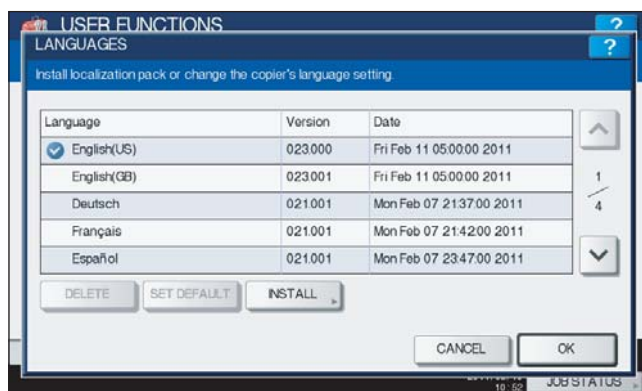 USER FUNCTIONS
?
LANGUAGES
?
Install localization pack or change the copier's language setting.
Language Version Date
English(US) 023.000 Fri Feb 11 05:00:00 2011
English(GB) 023.001 Fri Feb 11 05:00:00 2011
1
Deutsch 021.001 Mon Feb 07 21:37:00 2011
4
Français 021.001 Mon Feb 07 21:42:00 2011
Español 021.001 Mon Feb 07 23:47:00 2011
DELETE SET DEFAULT INSTALL
CANCEL OK
10:52 JOB STATUS